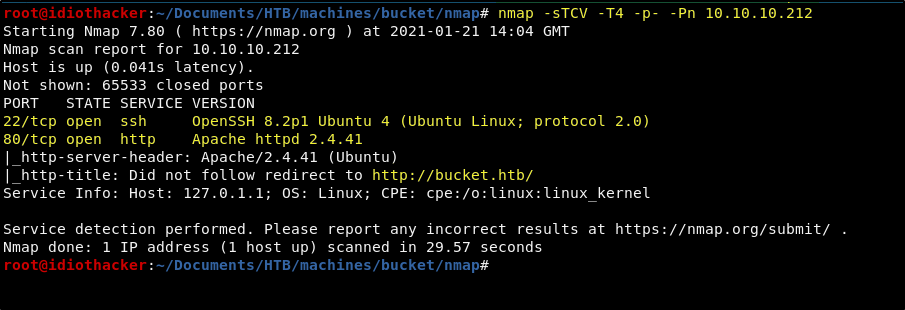 root@idiothacker:~/Documents/HTB/machines/bucket/nmap# nmap -sTCV -T4 -p- -Pn 10.10.10.212
Starting Nmap 7.80 ( https://nmap.org ) at 2021-01-21 14:04 GMT
Nmap scan report for 10.10.10.212
Host is up (0.041s latency).
Not shown: 65533 closed ports
PORT   STATE SERVICE VERSION
22/tcp open  ssh     OpenSSH 8.2p1 Ubuntu 4 (Ubuntu Linux; protocol 2.0)
80/tcp open  http    Apache httpd 2.4.41
|_http-server-header: Apache/2.4.41 (Ubuntu)
|_http-title: Did not follow redirect to http://bucket.htb/
Service Info: Host: 127.0.1.1; OS: Linux; CPE: cpe:/o:linux:linux_kernel

Service detection performed. Please report any incorrect results at https://nmap.org/submit/ .
Nmap done: 1 IP address (1 host up) scanned in 29.57 seconds
root@idiothacker:~/Documents/HTB/machines/bucket/nmap#